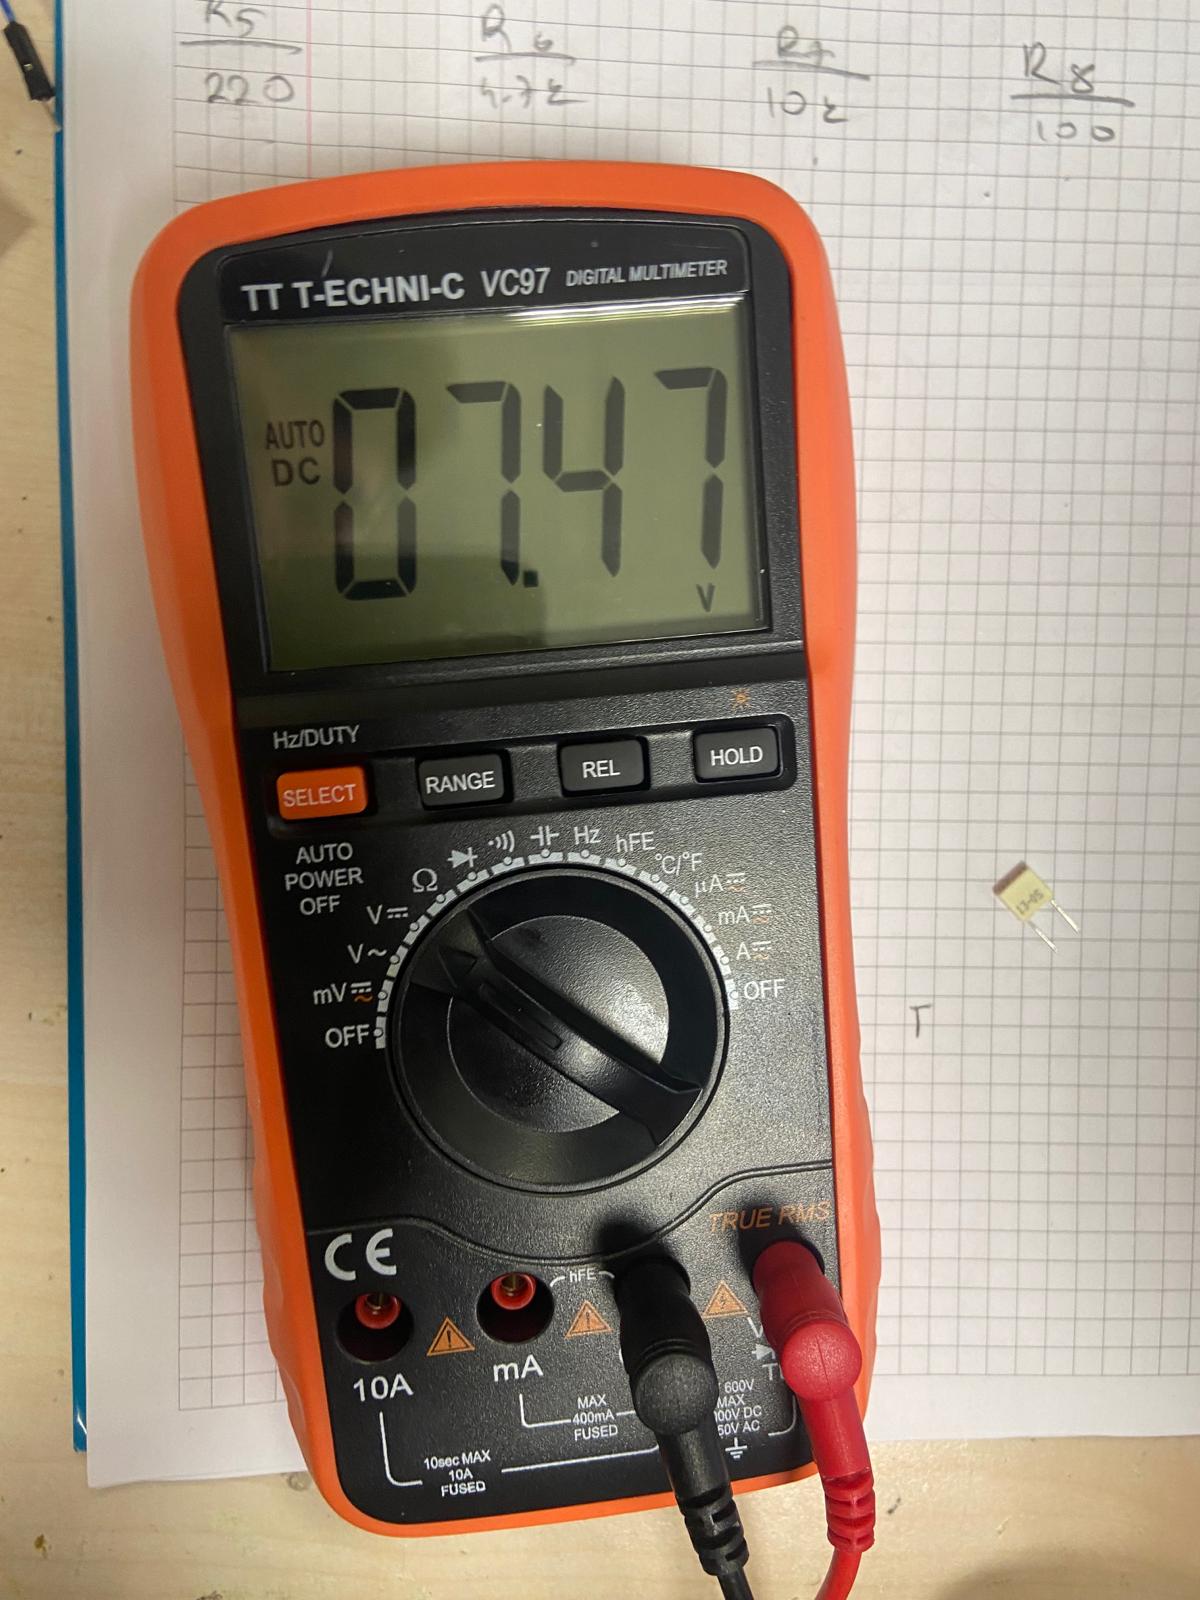 R5
220
R6
4.7k
R7
10k
R8
100
TT T-ECHNI-C VC97 DIGITAL MULTIMETER
AUTO
DC
07.47
V
Hz/DUTY
SELECT
RANGE
REL
HOLD
AUTO
POWER
OFF
Ω
Hz
hFE
°C/°F
V
µA
mA
V~
A
mV
OFF
OFF
TRUE RMS
CE
hFE
10A
mA
MAX
400mA
FUSED
600V
MAX
V DC
V AC
10sec MAX
10A
FUSED